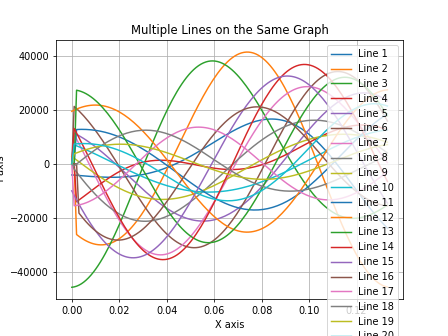 Multiple Lines on the Same Graph
40000
20000
0
−20000
−40000
0.00 0.02 0.04 0.06 0.08 0.10
X axis
Line 1
Line 2
Line 3
Line 4
Line 5
Line 6
Line 7
Line 8
Line 9
Line 10
Line 11
Line 12
Line 13
Line 14
Line 15
Line 16
Line 17
Line 18
Line 19
Line 20